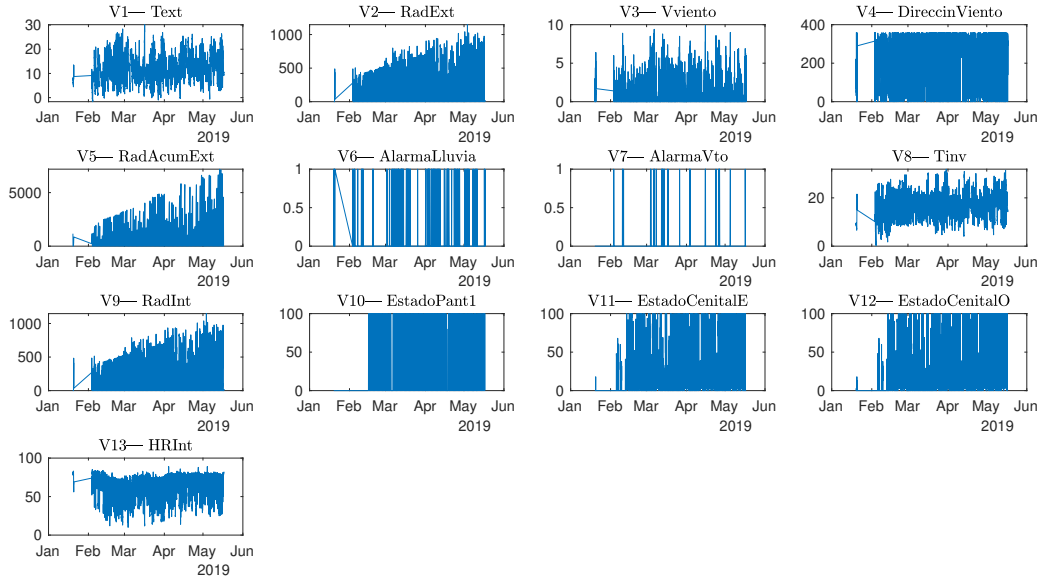 V1— Text
V2— RadExt
V3— Vviento
V4— DireccinViento
30
20
10
0
1000
500
0
10
5
0
400
200
0
Jan Feb Mar Apr May Jun
2019
Jan Feb Mar Apr May Jun
2019
Jan Feb Mar Apr May Jun
2019
Jan Feb Mar Apr May Jun
2019
V5— RadAcumExt
V6— AlarmaLluvia
V7— AlarmaVto
V8— Tinv
5000
0
1
0.5
0
1
0.5
0
20
0
Jan Feb Mar Apr May Jun
2019
Jan Feb Mar Apr May Jun
2019
Jan Feb Mar Apr May Jun
2019
Jan Feb Mar Apr May Jun
2019
V9— RadInt
V10— EstadoPant1
V11— EstadoCenitalE
V12— EstadoCenitalO
1000
500
0
100
50
0
100
50
0
100
50
0
Jan Feb Mar Apr May Jun
2019
Jan Feb Mar Apr May Jun
2019
Jan Feb Mar Apr May Jun
2019
Jan Feb Mar Apr May Jun
2019
V13— HRInt
100
50
0
Jan Feb Mar Apr May Jun
2019